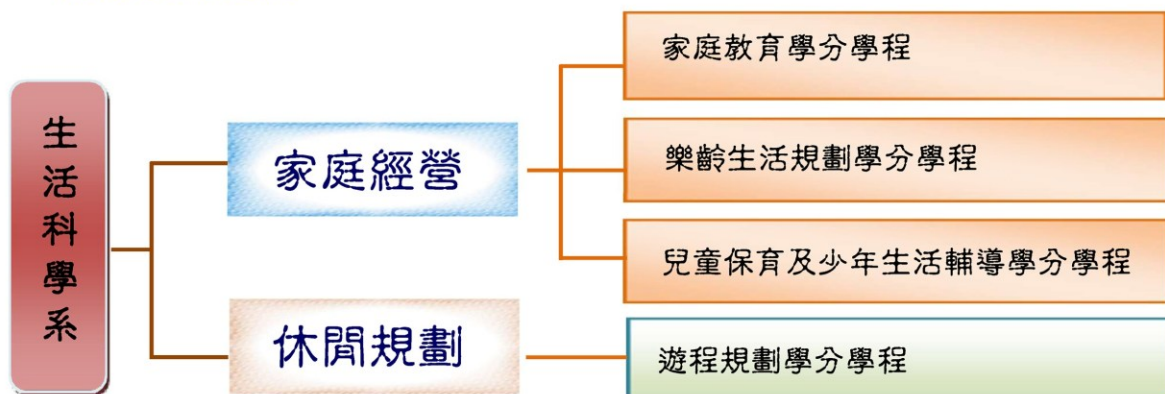 生活科學系
家庭經營
家庭教育學分學程
樂齡生活規劃學分學程
兒童保育及少年生活輔導學分學程
休閒規劃
遊程規劃學分學程